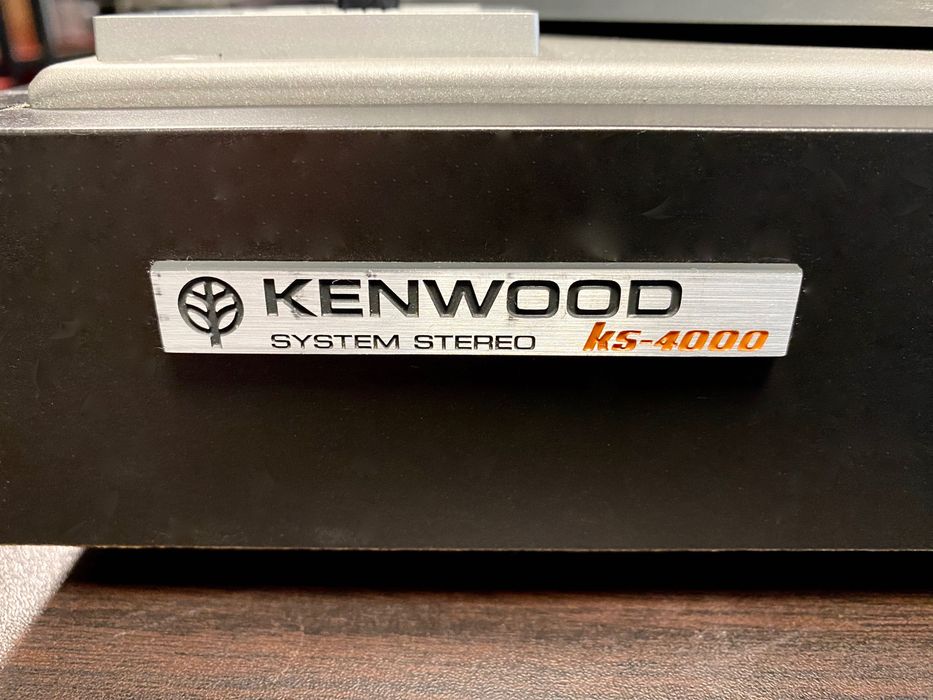 KENWOOD
SYSTEM STEREO ks-4000